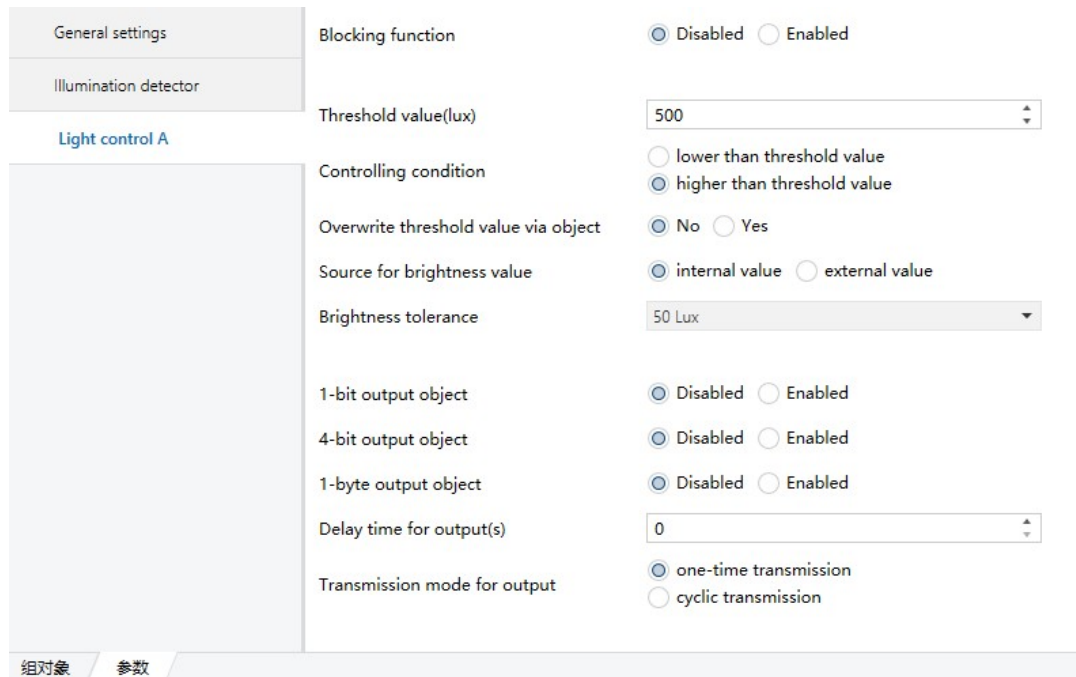 General settings
Illumination detector
Light control A
Blocking function Disabled Enabled
Threshold value(lux) 500
Controlling condition lower than threshold value
higher than threshold value
Overwrite threshold value via object No Yes
Source for brightness value internal value external value
Brightness tolerance 50 Lux
1-bit output object Disabled Enabled
4-bit output object Disabled Enabled
1-byte output object Disabled Enabled
Delay time for output(s) 0
Transmission mode for output one-time transmission
cyclic transmission
组对象 参数